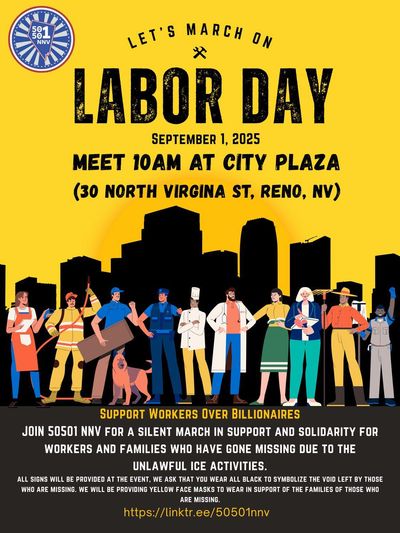 50
501
NNV
LET'S MARCH ON
LABOR DAY
SEPTEMBER 1, 2025
MEET 10AM AT CITY PLAZA
(30 NORTH VIRGINA ST, RENO, NV)
SUPPORT WORKERS OVER BILLIONAIRES
JOIN 50501 NNV FOR A SILENT MARCH IN SUPPORT AND SOLIDARITY FOR
WORKERS AND FAMILIES WHO HAVE GONE MISSING DUE TO THE
UNLAWFUL ICE ACTIVITIES.
ALL SIGNS WILL BE PROVIDED AT THE EVENT, WE ASK THAT YOU WEAR ALL BLACK TO SYMBOLIZE THE VOID LEFT BY THOSE
WHO ARE MISSING. WE WILL BE PROVIDING YELLOW FACE MASKS TO WEAR IN SUPPORT OF THE FAMILIES OF THOSE WHO
ARE MISSING.
https://linktr.ee/50501nnv